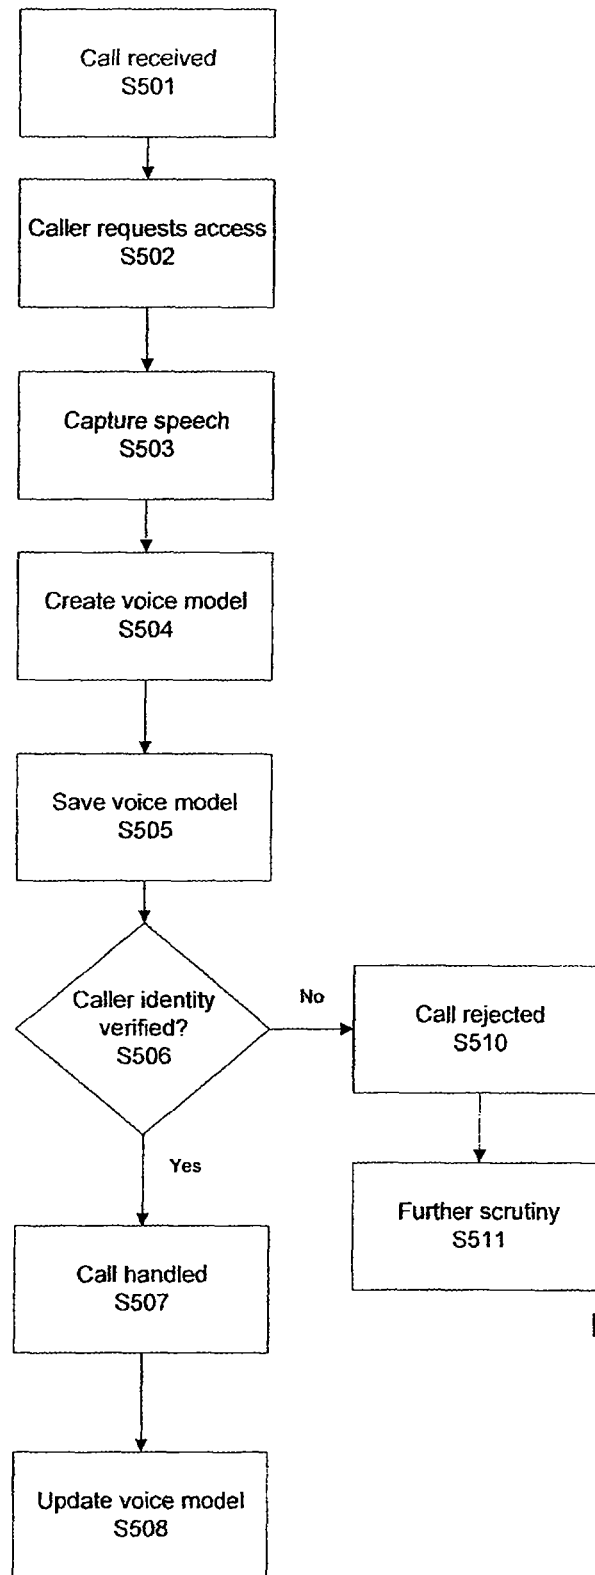 Call received
S501
Caller requests access
S502
Capture speech
S503
Create voice model
S504
Save voice model
S505
Caller identity
verified?
S506
No
Call rejected
S510
Yes
Further scrutiny
S511
Call handled
S507
Update voice model
S508